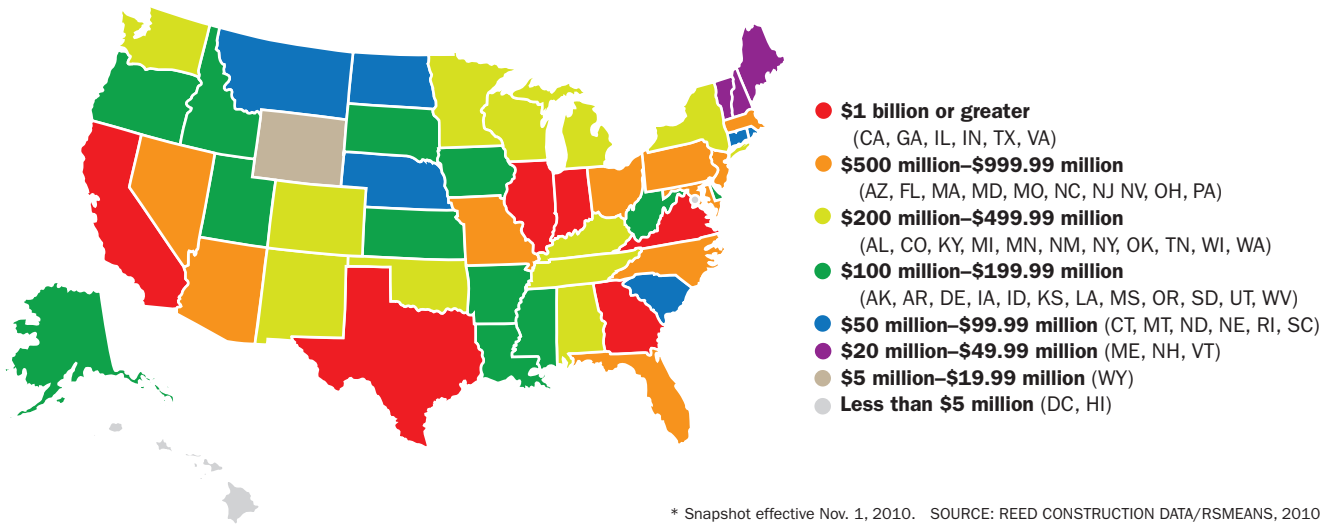 $1 billion or greater
(CA, GA, IL, IN, TX, VA)
$500 million–$999.99 million
(AZ, FL, MA, MD, MO, NC, NJ NV, OH, PA)
$200 million–$499.99 million
(AL, CO, KY, MI, MN, NM, NY, OK, TN, WI, WA)
$100 million–$199.99 million
(AK, AR, DE, IA, ID, KS, LA, MS, OR, SD, UT, WV)
$50 million–$99.99 million (CT, MT, ND, NE, RI, SC)
$20 million–$49.99 million (ME, NH, VT)
$5 million–$19.99 million (WY)
Less than $5 million (DC, HI)
* Snapshot effective Nov. 1, 2010. SOURCE: REED CONSTRUCTION DATA/RSMEANS, 2010